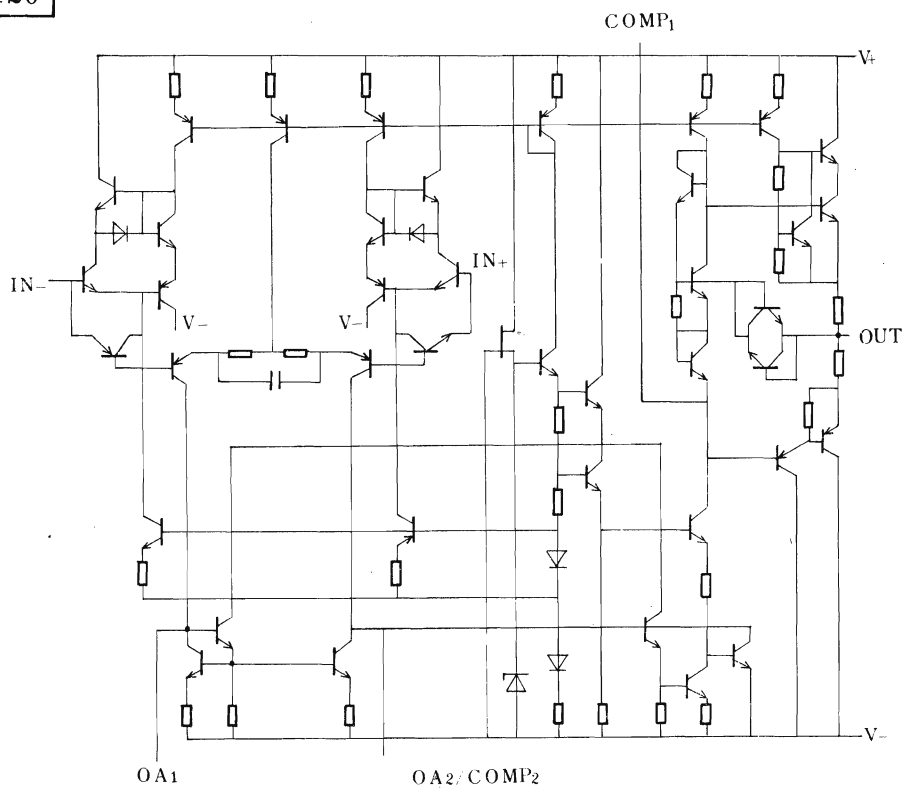 COMP1
V+
IN-
IN+
V-
V-
OUT
V-
OA1
OA2/COMP2